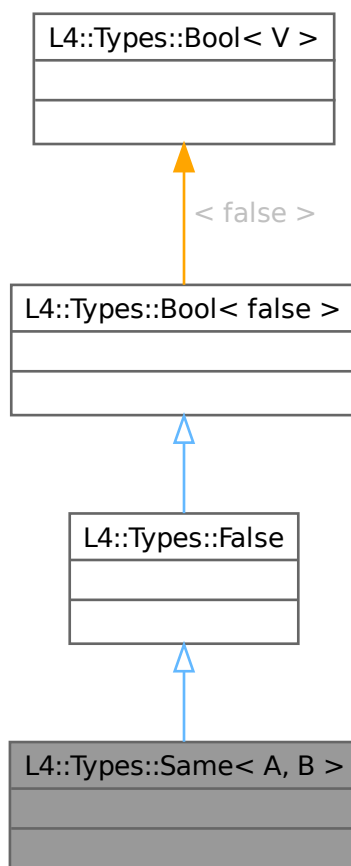 L4::Types::Bool< V >
< false >
L4::Types::Bool< false >
L4::Types::False
L4::Types::Same< A, B >